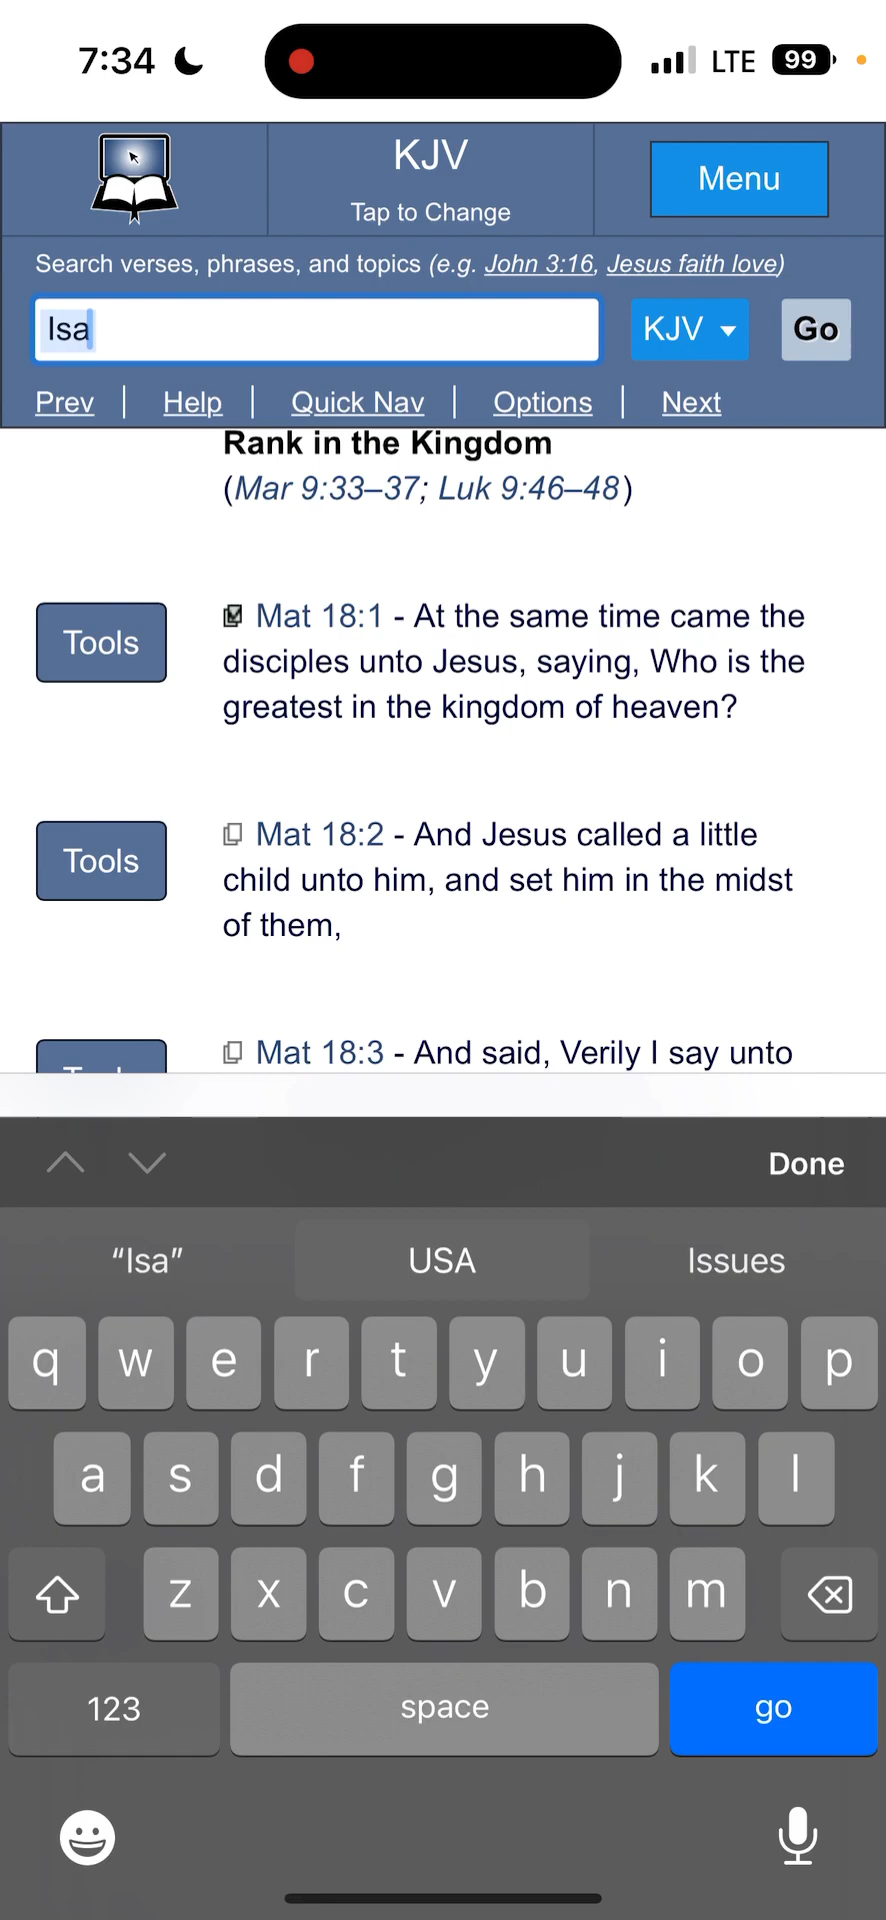 7:34 LTE 99
KJV
Tap to Change
Menu
Search verses, phrases, and topics (e.g. John 3:16, Jesus faith love)
Isa KJV Go
Prev | Help | Quick Nav | Options | Next
Rank in the Kingdom
(Mar 9:33–37; Luk 9:46–48)
Tools
Mat 18:1 - At the same time came the
disciples unto Jesus, saying, Who is the
greatest in the kingdom of heaven?
Tools
Mat 18:2 - And Jesus called a little
child unto him, and set him in the midst
of them,
Mat 18:3 - And said, Verily I say unto
Done
“Isa” USA Issues
q w e r t y u i o p
a s d f g h j k l
z x c v b n m
123 space go